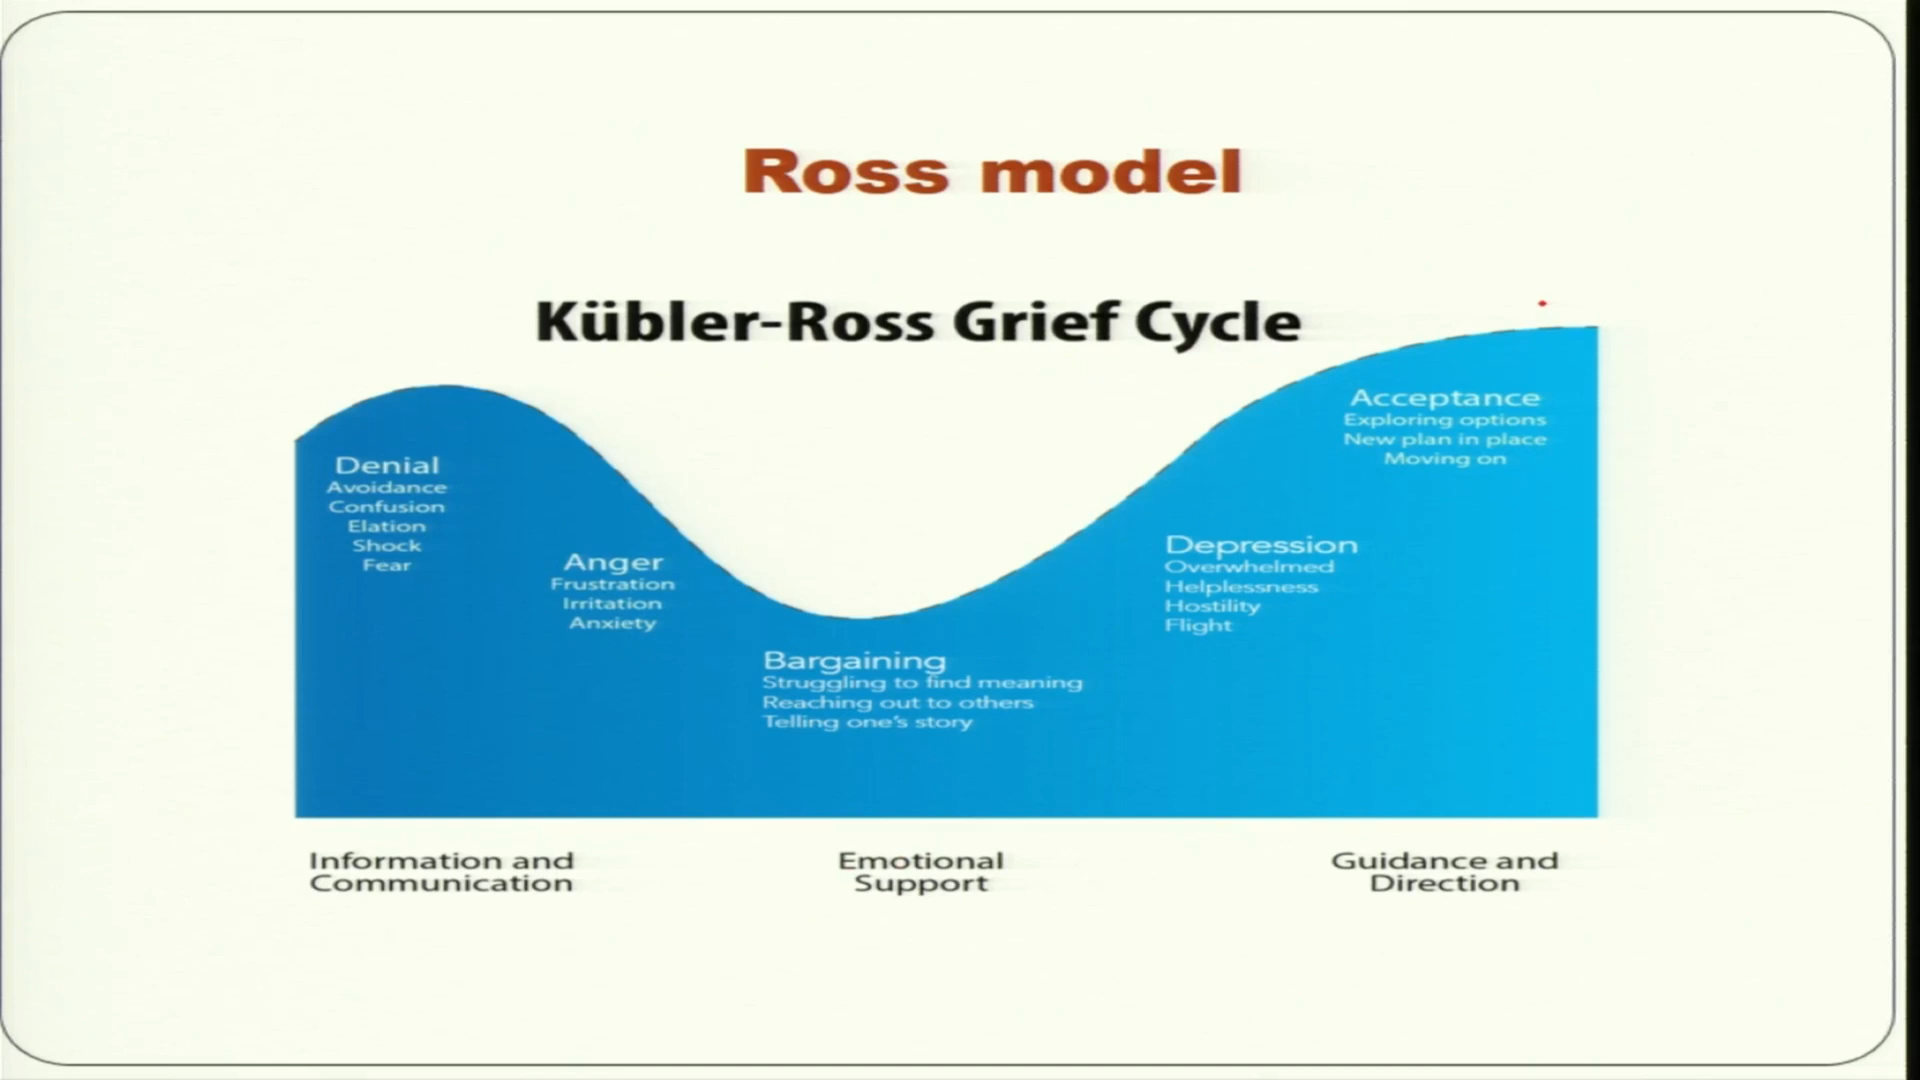 Ross model
Kübler-Ross Grief Cycle
Denial
Avoidance
Confusion
Elation
Shock
Fear
Anger
Frustration
Irritation
Anxiety
Bargaining
Struggling to find meaning
Reaching out to others
Telling one's story
Depression
Overwhelmed
Helplessness
Hostility
Flight
Acceptance
Exploring options
New plan in place
Moving on
Information and
Communication
Emotional
Support
Guidance and
Direction